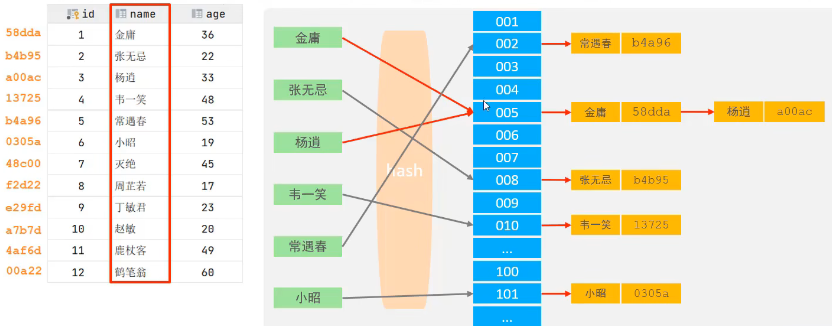 id name age
58dda 1 金庸 36
b4b95 2 张无忌 22
a00ac 3 杨逍 33
13725 4 韦一笑 48
b4a96 5 常遇春 53
0305a 6 小昭 19
48c00 7 灭绝 45
f2d22 8 周芷若 17
e29fd 9 丁敏君 23
a7b7d 10 赵敏 20
4af6d 11 鹿杖客 49
00a22 12 鹤笔翁 60
金庸
张无忌
杨逍
韦一笑
常遇春
小昭
hash
001
002 常遇春 b4a96
003
004
005 金庸 58dda 杨逍 a00ac
006
007
008 张无忌 b4b95
009
010 韦一笑 13725
...
100
101 小昭 0305a
...